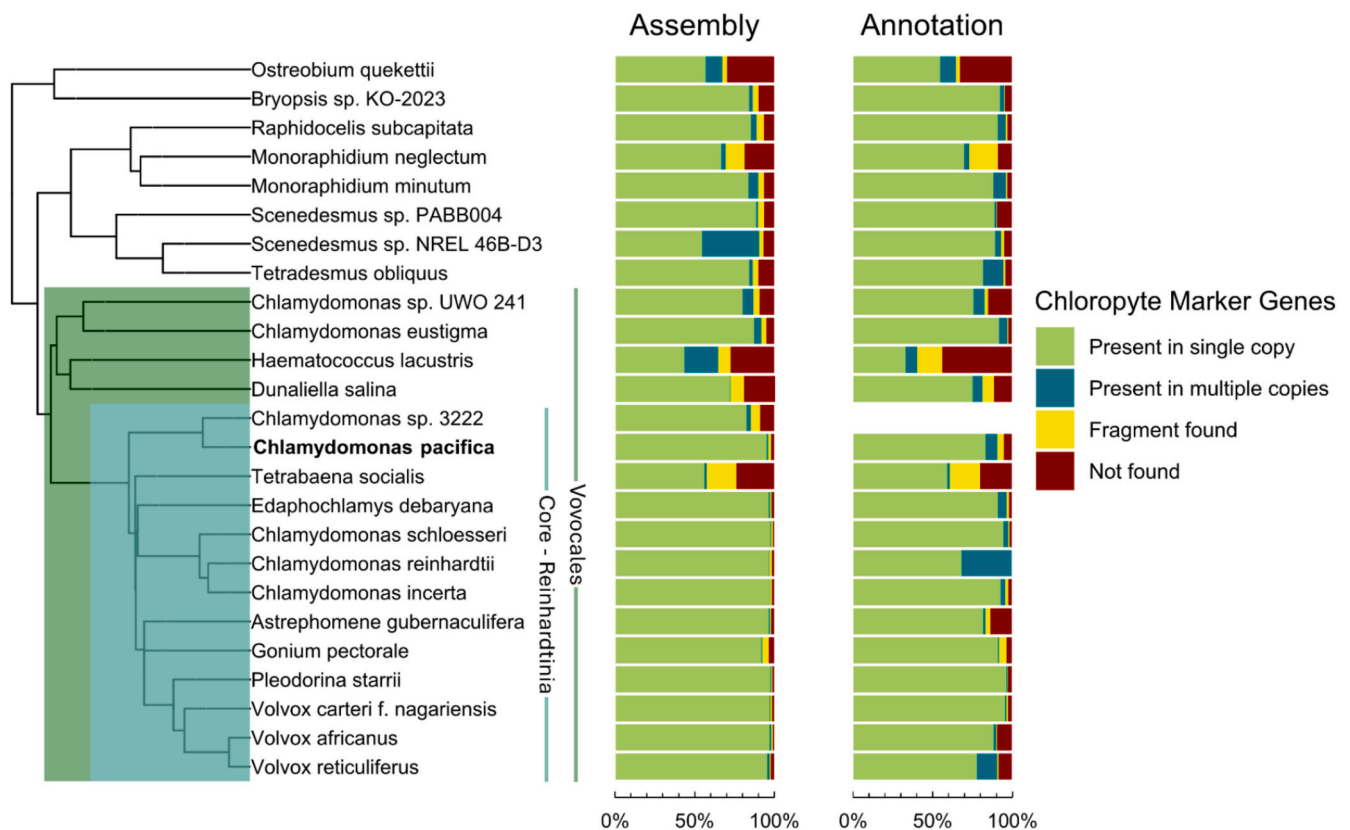 Assembly
Annotation
Ostreobium quekettii
Bryopsis sp. KO-2023
Raphidocelis subcapitata
Monoraphidium neglectum
Monoraphidium minutum
Scenedesmus sp. PABB004
Scenedesmus sp. NREL 46B-D3
Tetradesmus obliquus
Chlamydomonas sp. UWO 241
Chlamydomonas eustigma
Haematococcus lacustris
Dunaliella salina
Chlamydomonas sp. 3222
Chlamydomonas pacifica
Tetrabaena socialis
Edaphochlamys debaryana
Chlamydomonas schloesseri
Chlamydomonas reinhardtii
Chlamydomonas incerta
Astrephomene gubernaculifera
Gonium pectorale
Pleodorina starrii
Volvox carteri f. nagariensis
Volvox africanus
Volvox reticuliferus
Core - Reinhardtinia
Vovocales
0% 50% 100%
0% 50% 100%
Chloropyte Marker Genes
Present in single copy
Present in multiple copies
Fragment found
Not found